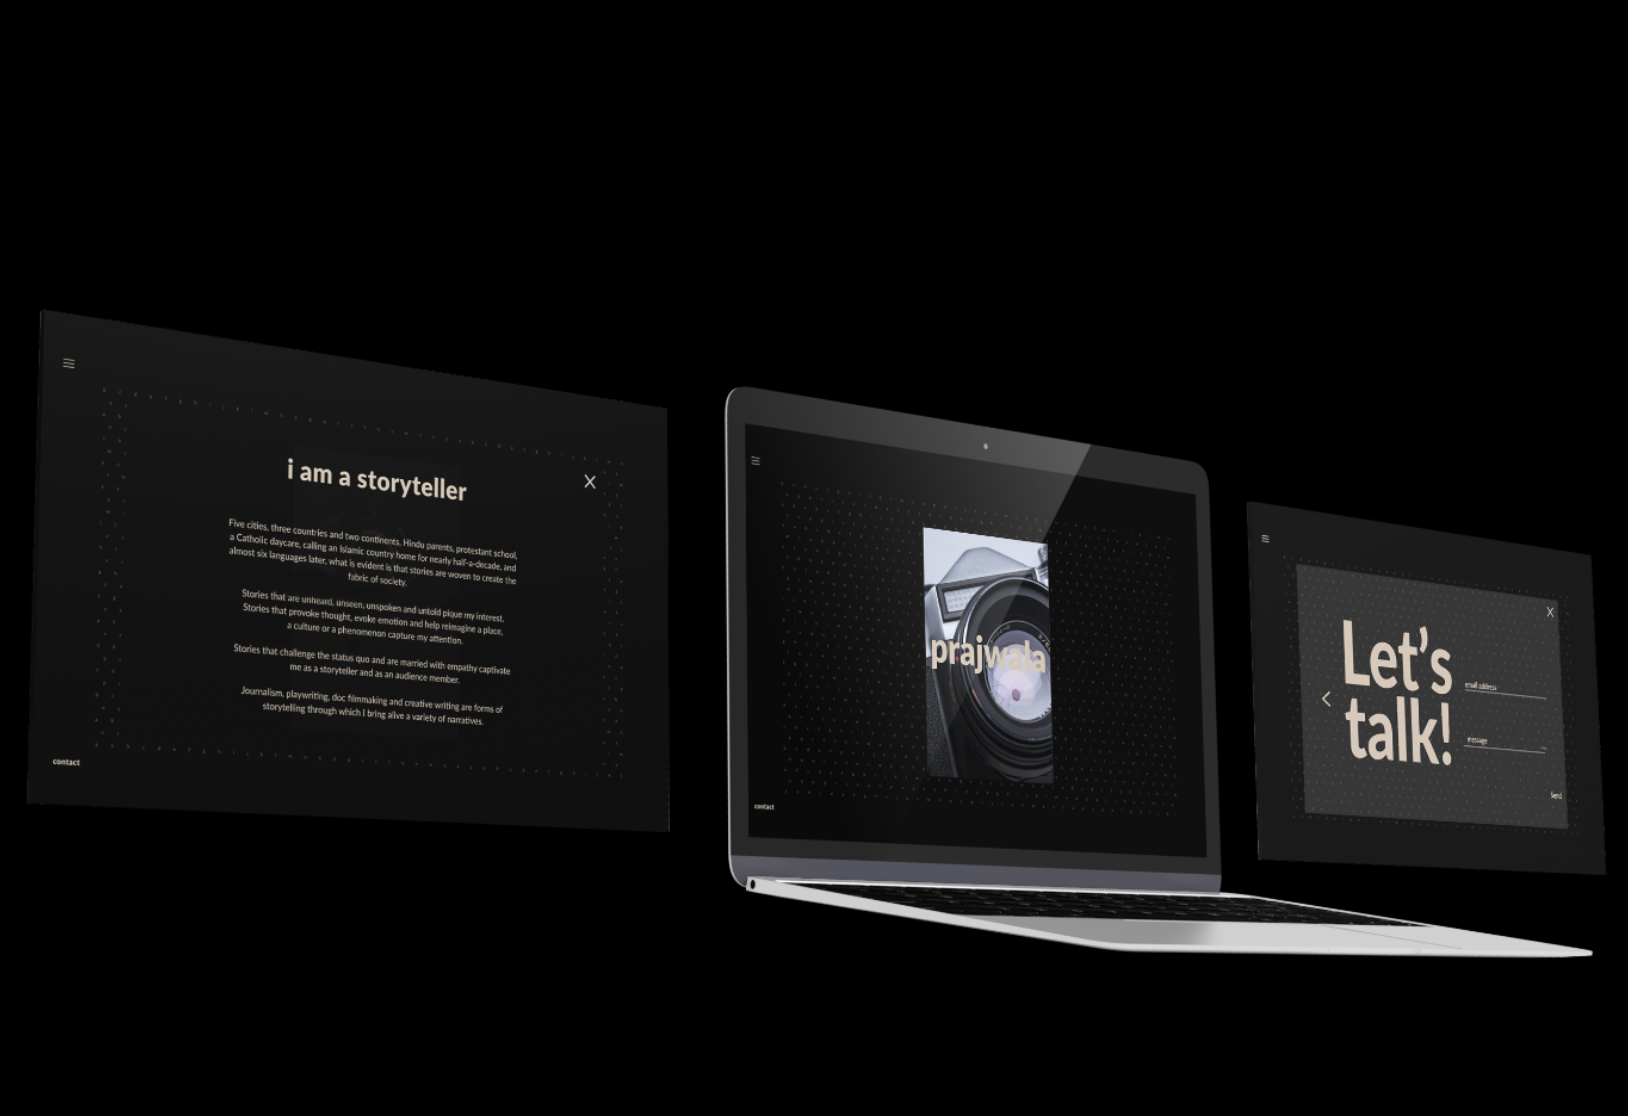 i am a storyteller
Five cities, three countries and two continents, Hindu parents, protestant school,
a Catholic daycare, calling an Islamic country home for nearly half-a-decade, and
almost six languages later, what is evident is that stories are woven to create the
fabric of society.
Stories that are unheard, unseen, unspoken and untold pique my interest.
Stories that provoke thought, evoke emotion and help reimagine a place,
a culture or a phenomenon capture my attention.
Stories that challenge the status quo and are married with empathy captivate
me as a storyteller and as an audience member.
Journalism, playwriting, doc filmmaking and creative writing are forms of
storytelling through which I bring alive a variety of narratives.
contact
prajwala
contact
Let's
talk!
email address
message
Send